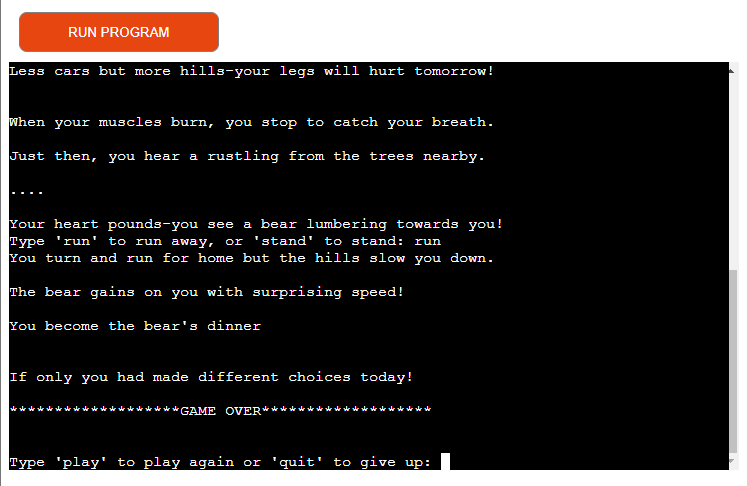 RUN PROGRAM
Less cars but more hills-your legs will hurt tomorrow!
When your muscles burn, you stop to catch your breath.
Just then, you hear a rustling from the trees nearby.
....
Your heart pounds-you see a bear lumbering towards you!
Type 'run' to run away, or 'stand' to stand: run
You turn and run for home but the hills slow you down.
The bear gains on you with surprising speed!
You become the bear's dinner
If only you had made different choices today!
*******************GAME OVER*******************
Type 'play' to play again or 'quit' to give up: